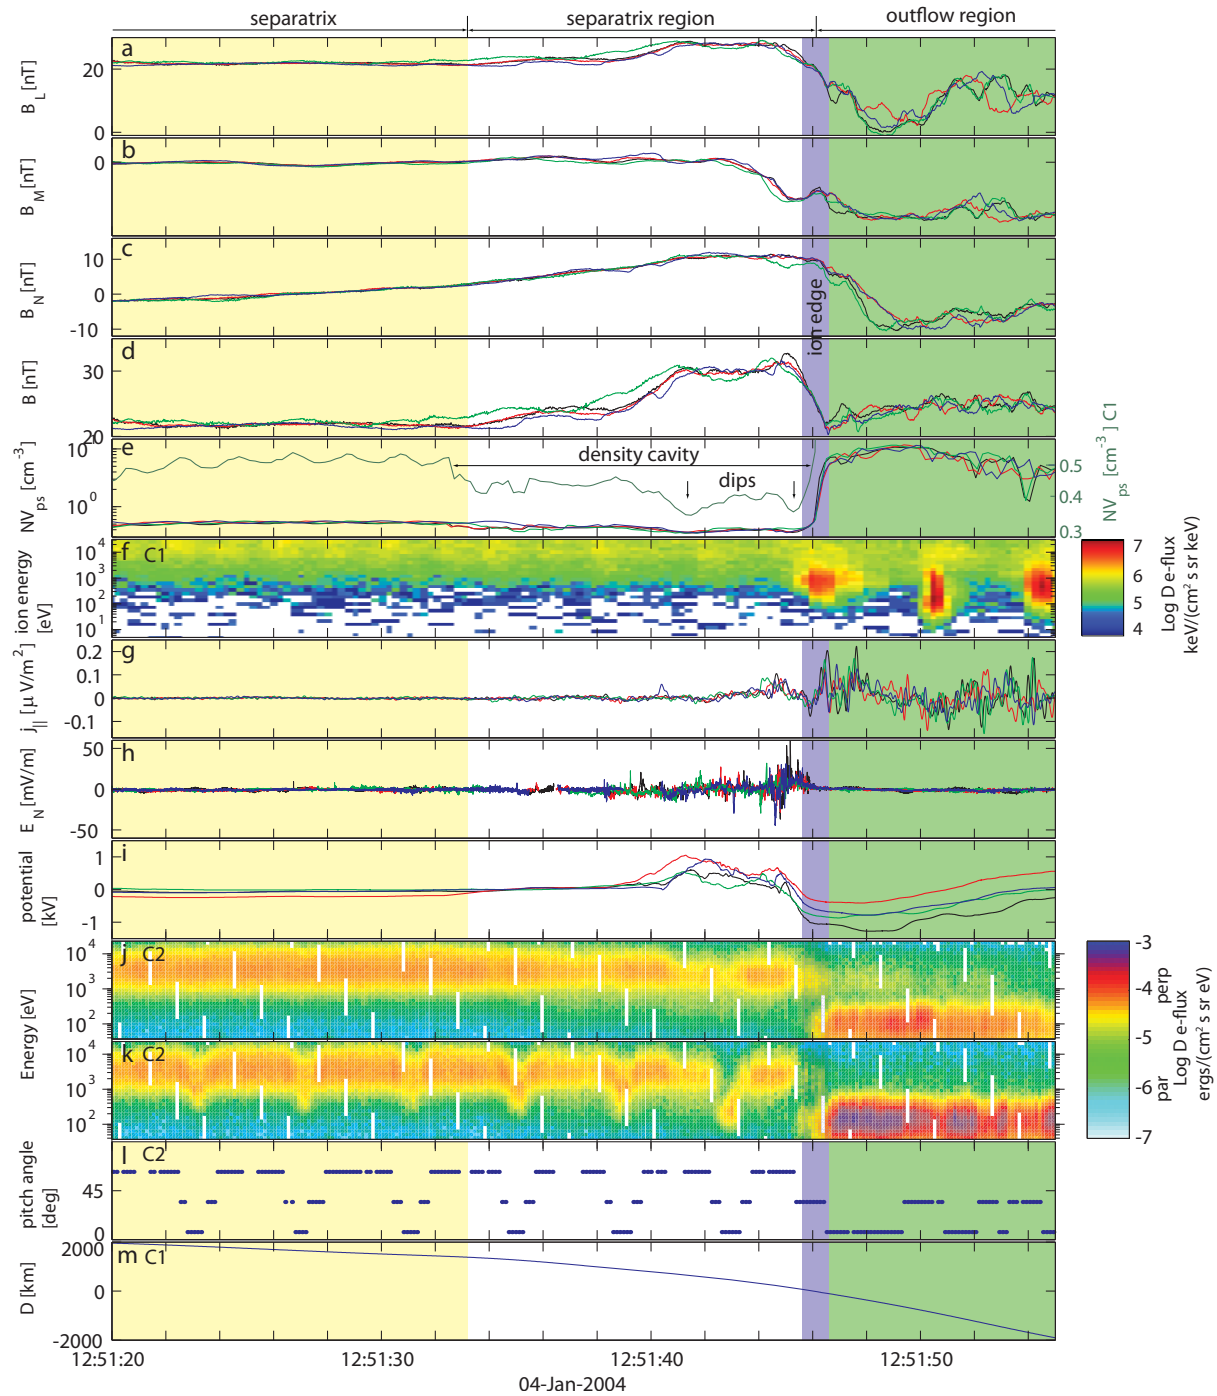 separatrix separatrix region outflow region
a
B_L [nT]
20
0
b
B_M [nT]
0
c
B_N [nT]
10
0
-10
ion edge
d
B [nT]
30
20
e
NV_ps [cm^-3]
10^1
10^0
density cavity
dips
0.5
0.4
0.3
NV_ps [cm^-3] C1
f C1
ion energy
[eV]
10^4
10^3
10^2
10^1
7
6
5
4
Log D e-flux
keV/(cm^2 s sr keV)
g
j_|| [μ V/m^2]
0.2
0.1
0
-0.1
h
E_N [mV/m]
50
0
-50
i
potential
[kV]
1
0
-1
j C2
10^4
10^3
10^2
Energy [eV]
k C2
10^4
10^3
10^2
-3
-4
-5
-6
-7
par perp
Log D e-flux
ergs/(cm^2 s sr eV)
l C2
pitch angle
[deg]
45
0
m C1
D [km]
2000
0
-2000
12:51:20 12:51:30 12:51:40 12:51:50
04-Jan-2004